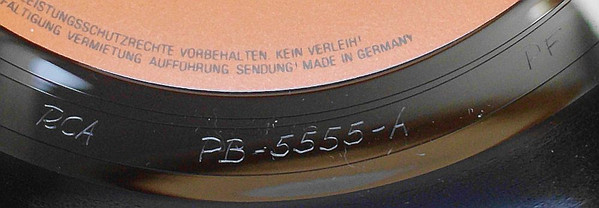 LEISTUNGSSCHUTZRECHTE VORBEHALTEN. KEIN VERLEIH!
FÄLTIGUNG VERMIETUNG AUFFÜHRUNG SENDUNG! MADE IN GERMANY
RCA PB-5555-A PF